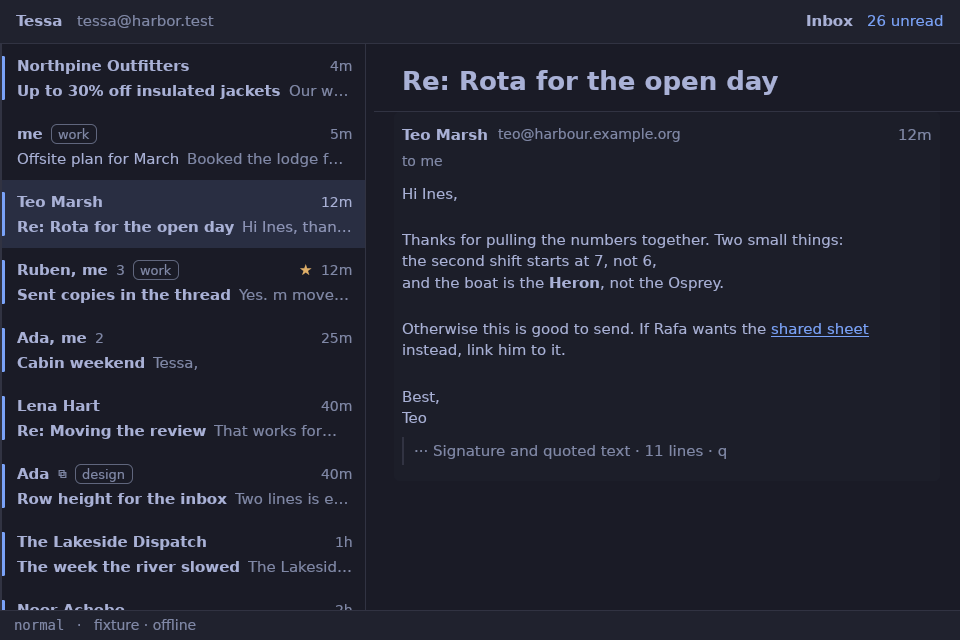 Tessa tessa@harbor.test
Inbox 26 unread
Northpine Outfitters 4m
Up to 30% off insulated jackets Our w…
me work 5m
Offsite plan for March Booked the lodge f…
Teo Marsh 12m
Re: Rota for the open day Hi Ines, than…
Ruben, me 3 work ★ 12m
Sent copies in the thread Yes. m move…
Ada, me 2 25m
Cabin weekend Tessa,
Lena Hart 40m
Re: Moving the review That works for…
Ada design 40m
Row height for the inbox Two lines is e…
The Lakeside Dispatch 1h
The week the river slowed The Lakesid…
Re: Rota for the open day
Teo Marsh teo@harbour.example.org 12m
to me
Hi Ines,
Thanks for pulling the numbers together. Two small things:
the second shift starts at 7, not 6,
and the boat is the Heron, not the Osprey.
Otherwise this is good to send. If Rafa wants the shared sheet
instead, link him to it.
Best,
Teo
··· Signature and quoted text · 11 lines · q
normal · fixture · offline